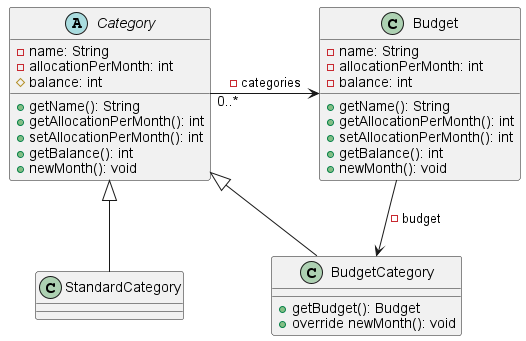 A Category
name: String
allocationPerMonth: int
balance: int
getName(): String
getAllocationPerMonth(): int
setAllocationPerMonth(): int
getBalance(): int
newMonth(): void
categories
0..*
C Budget
name: String
allocationPerMonth: int
balance: int
getName(): String
getAllocationPerMonth(): int
setAllocationPerMonth(): int
getBalance(): int
newMonth(): void
budget
C StandardCategory
C BudgetCategory
getBudget(): Budget
override newMonth(): void